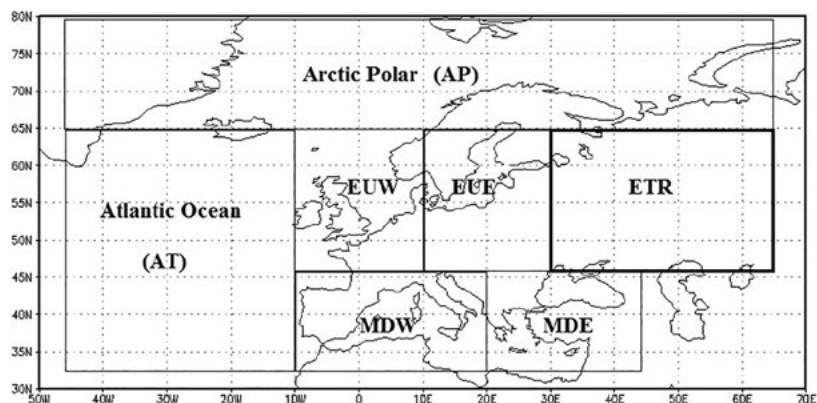 80N
75N
Arctic Polar (AP)
70N
65N
60N
EUW EUE ETR
55N
Atlantic Ocean
50N
(AT)
45N
40N
MDW MDE
35N
30N
50W 40W 30W 20W 10W 0 10E 20E 30E 40E 50E 60E 70E